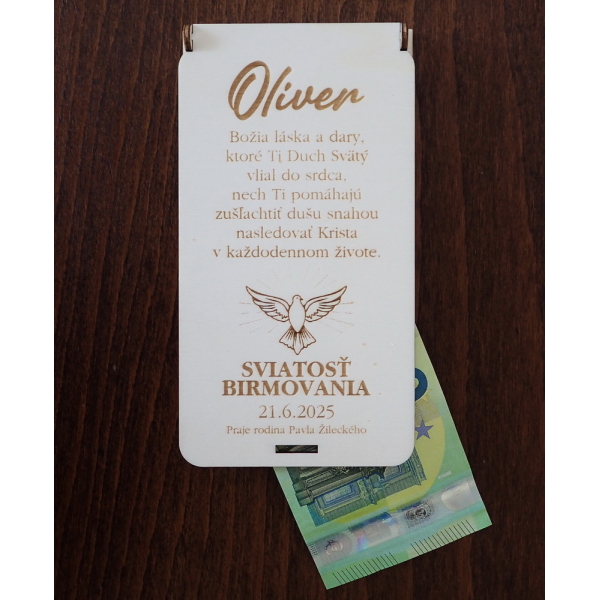 Oliver
Božia láska a dary,
ktoré Ti Duch Svätý
vlial do srdca,
nech Ti pomáhajú
zušľachtiť dušu snahou
nasledovať Krista
v každodennom živote.
SVIATOSŤ
BIRMOVANIA
21.6.2025
Praje rodina Pavla Žileckého